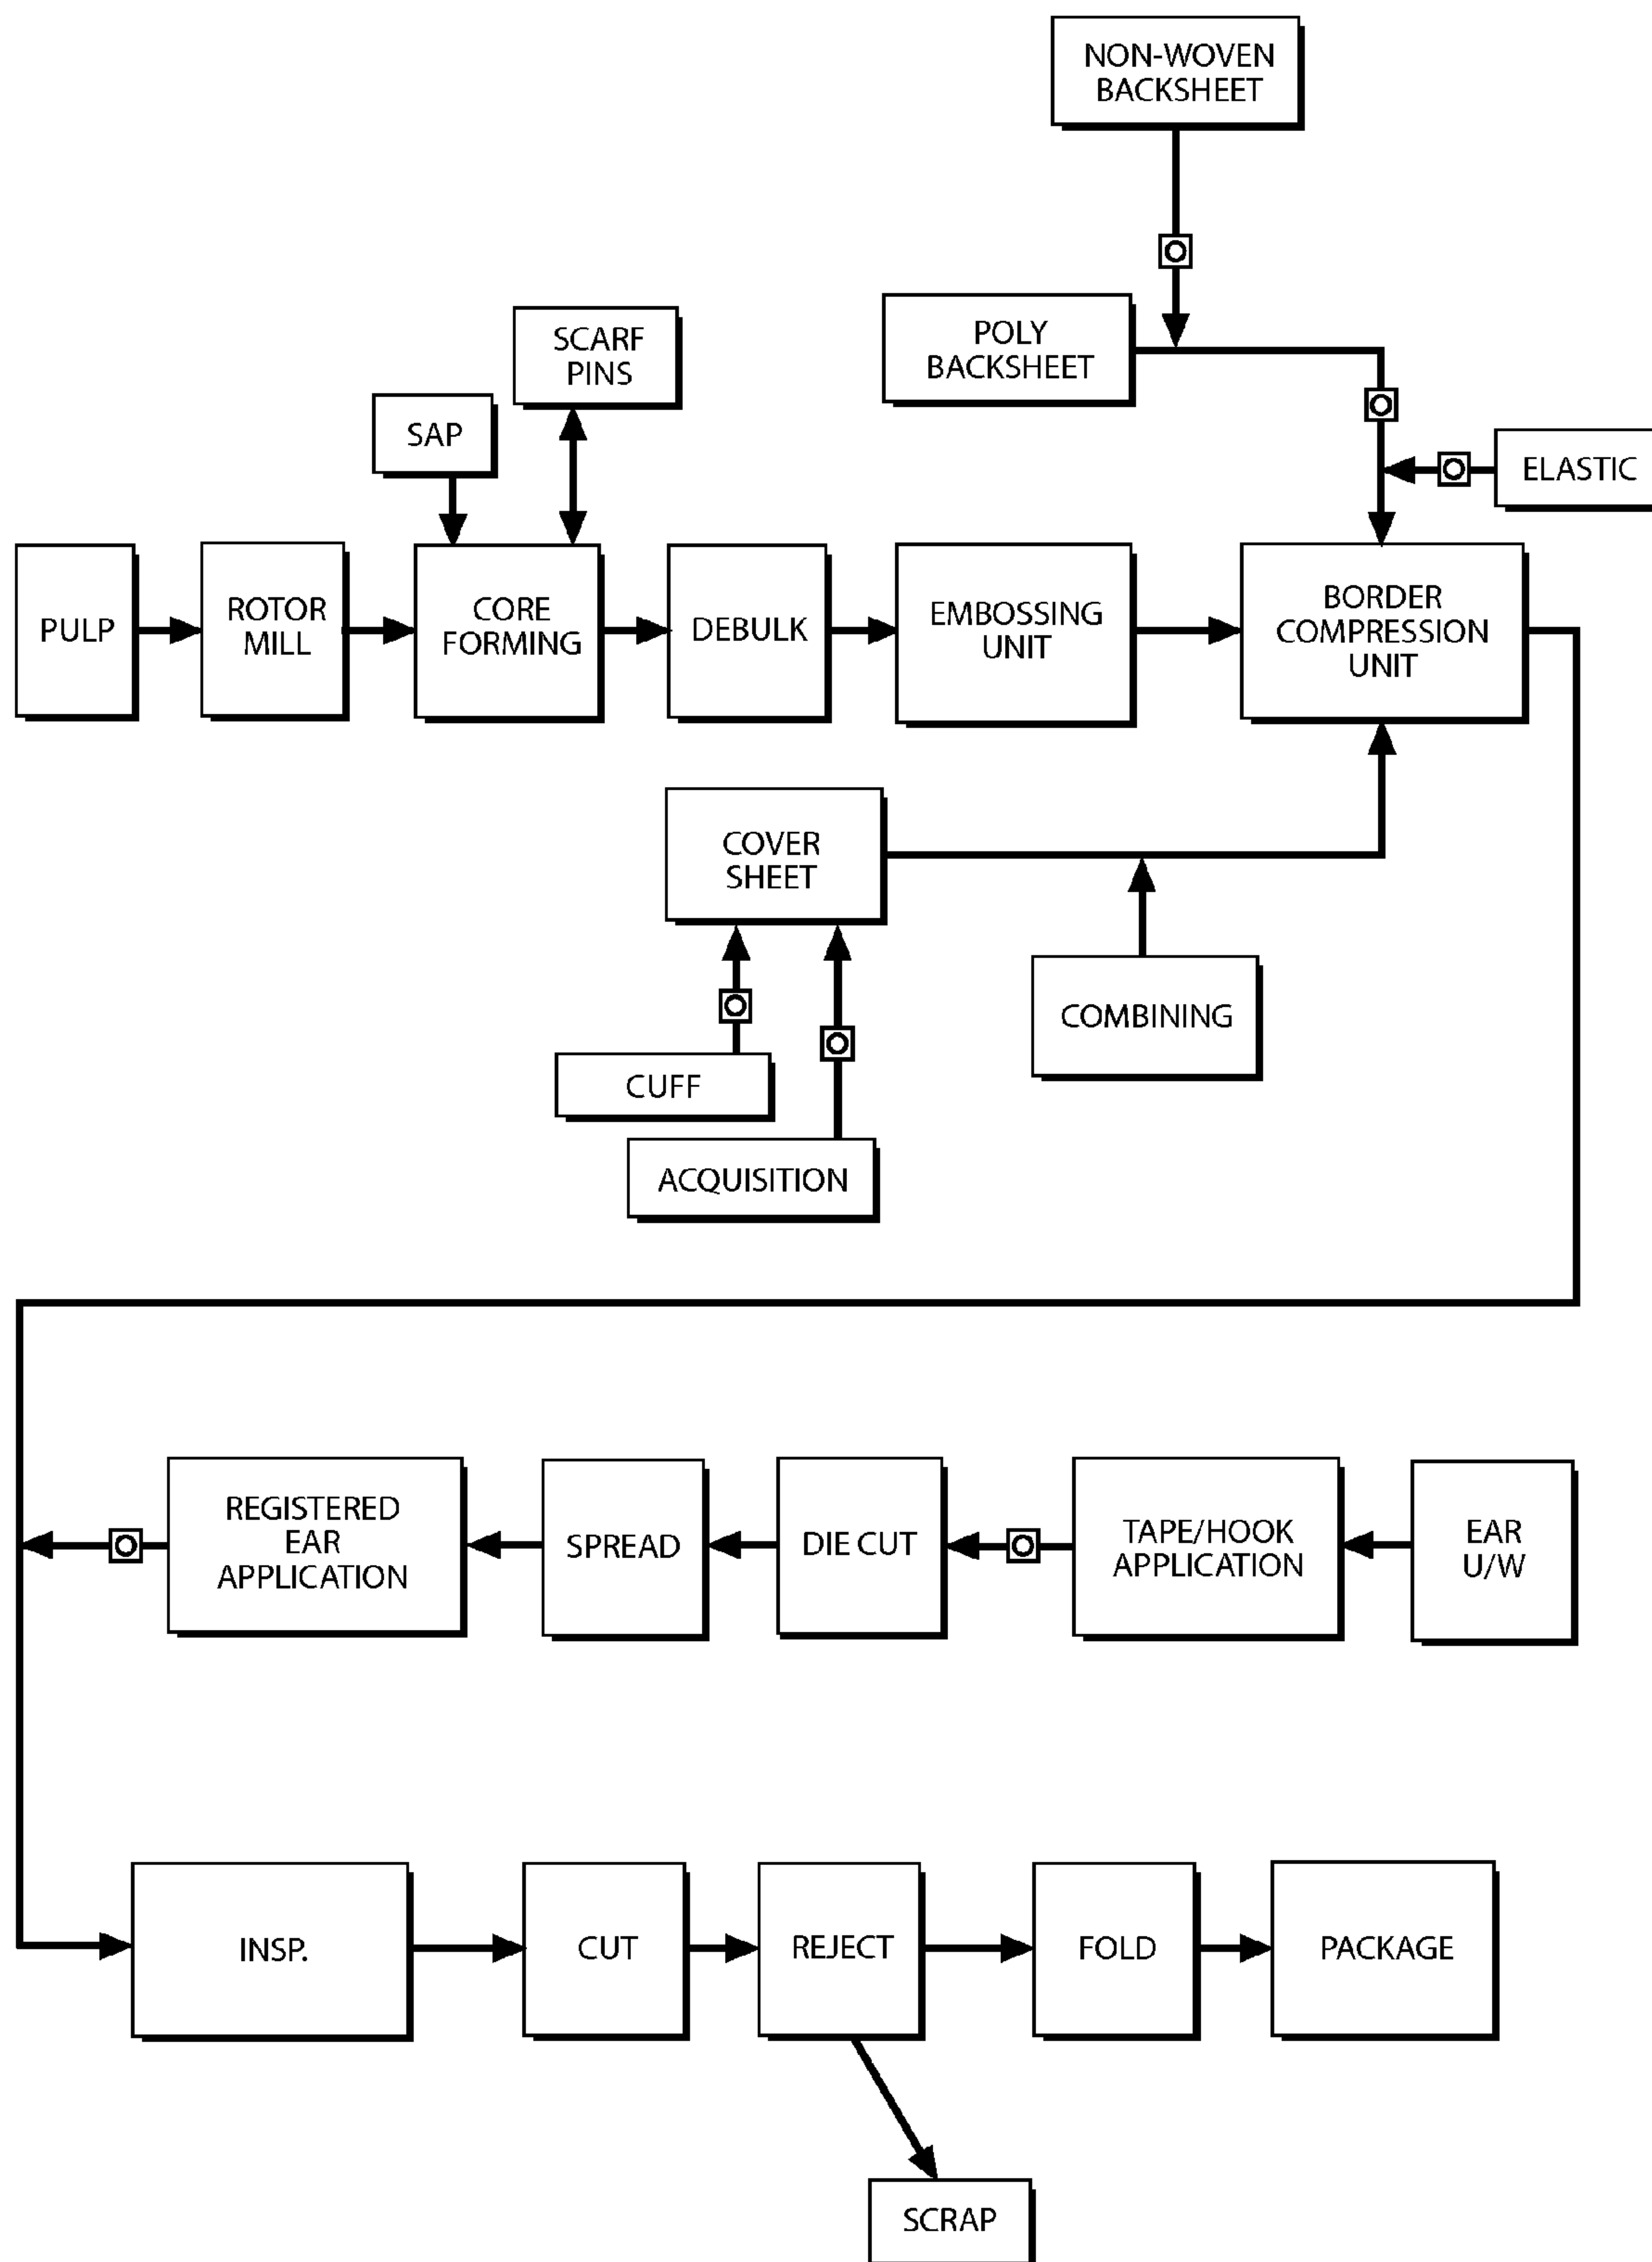 NON-WOVEN
BACKSHEET
POLY
BACKSHEET
SCARF
PINS
SAP
ELASTIC
PULP
ROTOR
MILL
CORE
FORMING
DEBULK
EMBOSSING
UNIT
BORDER
COMPRESSION
UNIT
COVER
SHEET
COMBINING
CUFF
ACQUISITION
REGISTERED
EAR
APPLICATION
SPREAD
DIE CUT
TAPE/HOOK
APPLICATION
EAR
U/W
INSP.
CUT
REJECT
FOLD
PACKAGE
SCRAP